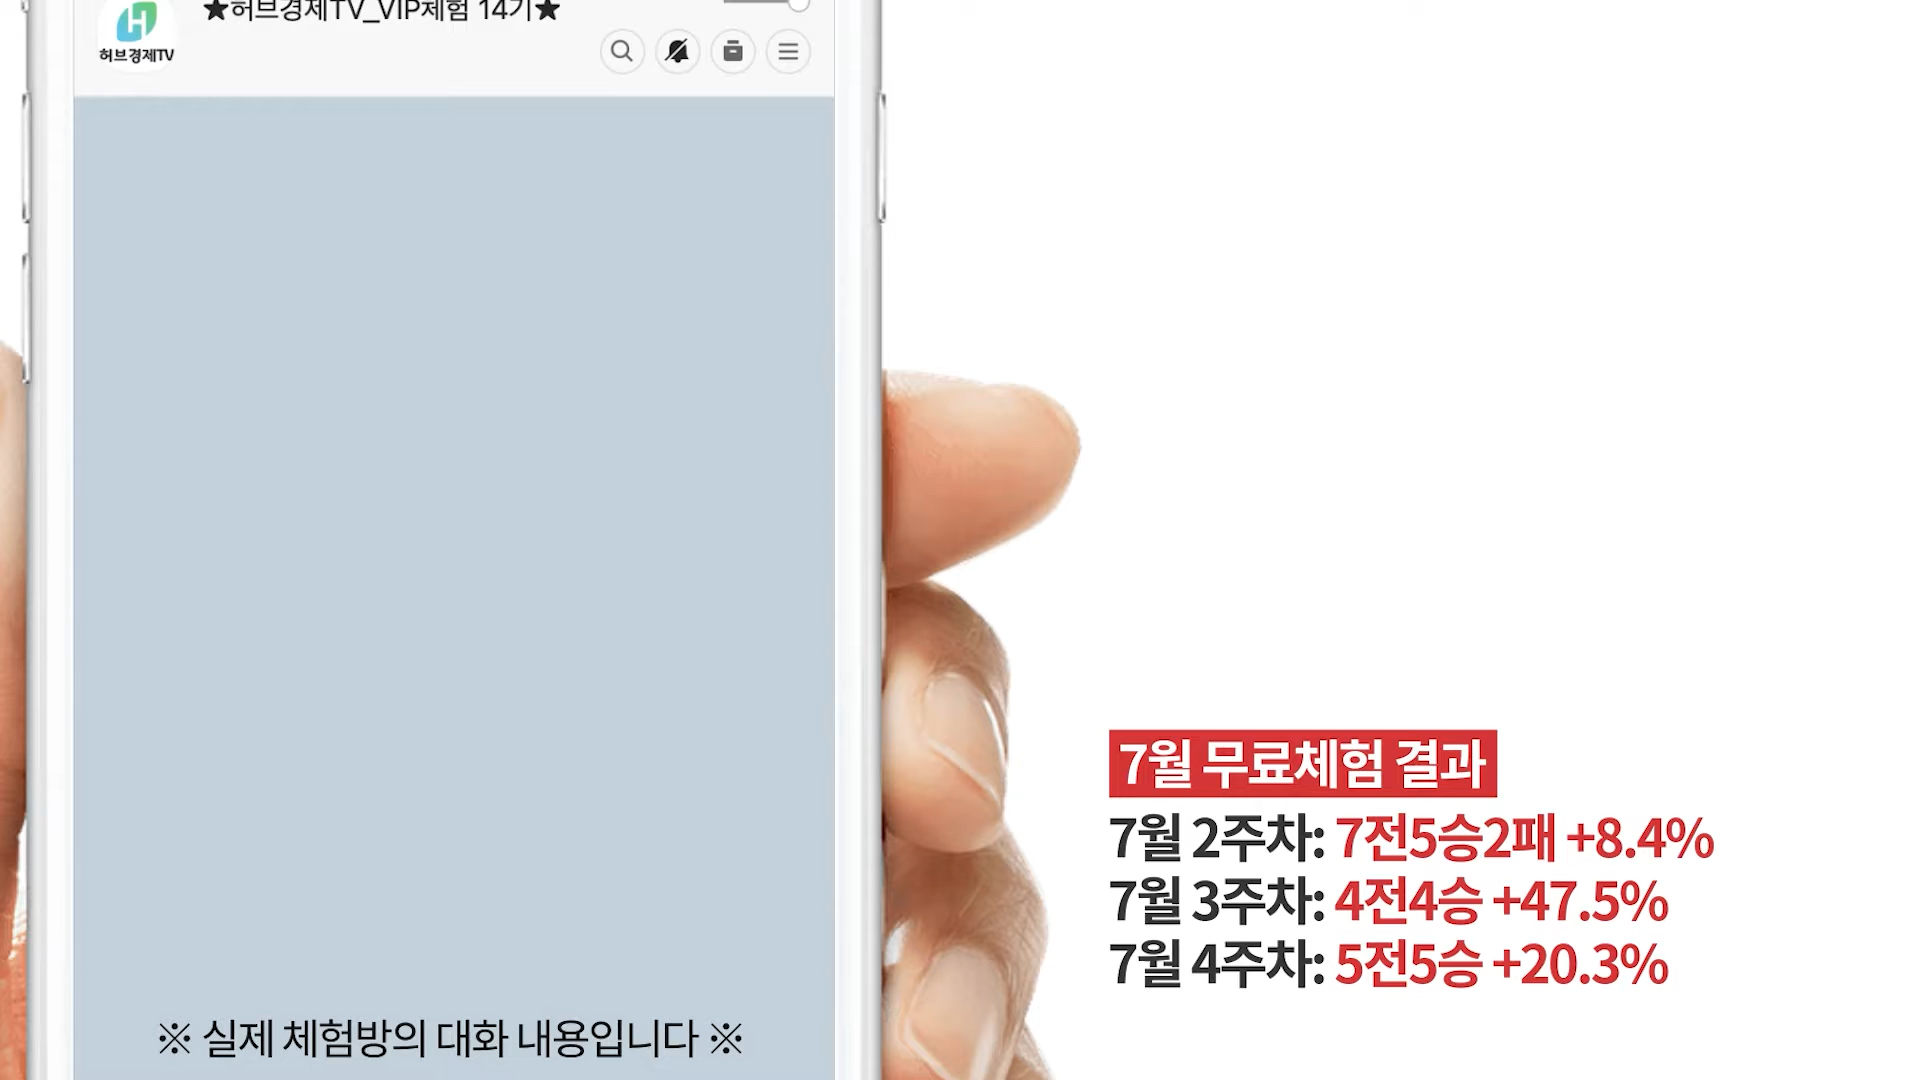 ★허브경제TV_VIP체험 14기★
허브경제TV
7월 무료체험 결과
7월 2주차: 7전5승2패 +8.4%
7월 3주차: 4전4승 +47.5%
7월 4주차: 5전5승 +20.3%
※ 실제 체험방의 대화 내용입니다 ※